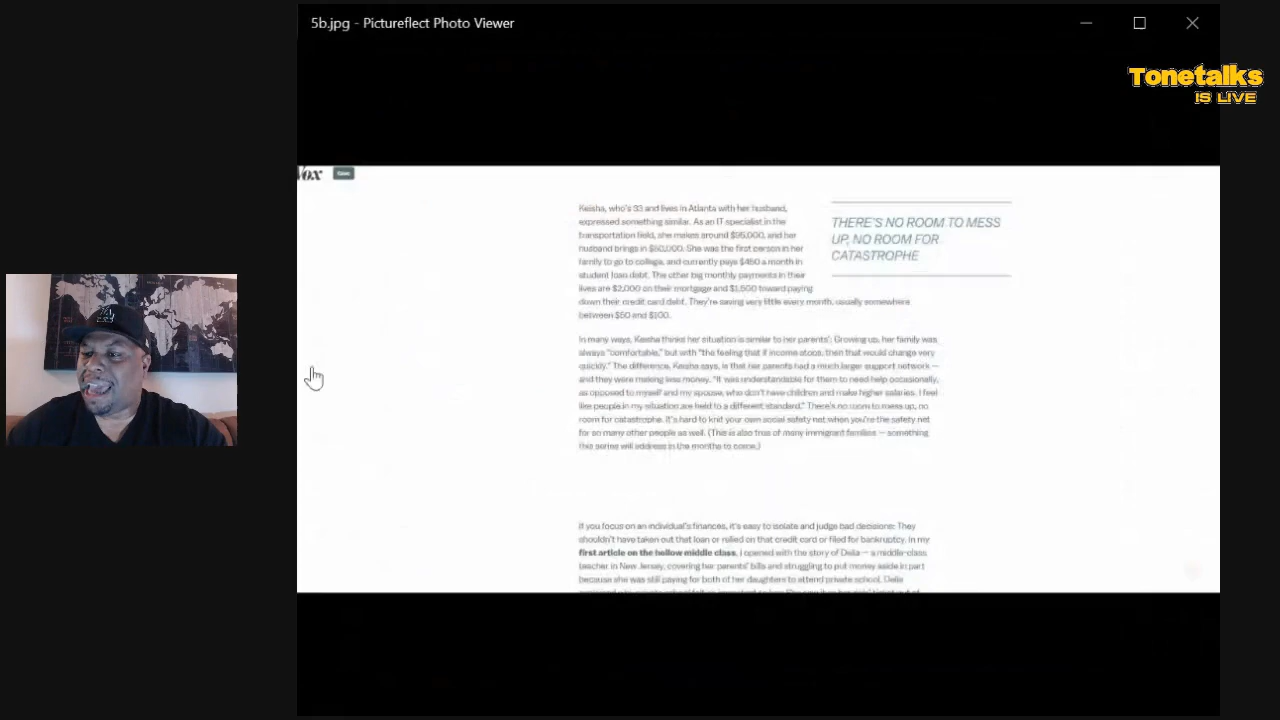 5b.jpg - Pictureflect Photo Viewer
Tonetalks
IS LIVE
Vox
Give
Keisha, who's 33 and lives in Atlanta with her husband,
expressed something similar. As an IT specialist in the
transportation field, she makes around $95,000, and her
husband brings in $50,000. She was the first person in her
family to go to college, and currently pays $450 a month in
student loan debt. The other big monthly payments in their
lives are $2,000 on their mortgage and $1,500 toward paying
down their credit card debt. They're saving very little every month, usually somewhere
between $50 and $100.
THERE'S NO ROOM TO MESS
UP, NO ROOM FOR
CATASTROPHE
In many ways, Keisha thinks her situation is similar to her parents': Growing up, her family was
always "comfortable," but with "the feeling that if income stops, then that would change very
quickly." The difference, Keisha says, is that her parents had a much larger support network —
and they were making less money. "It was understandable for them to need help occasionally,
as opposed to myself and my spouse, who don't have children and make higher salaries. I feel
like people in my situation are held to a different standard." There's no room to mess up, no
room for catastrophe. It's hard to knit your own social safety net when you're the safety net
for so many other people as well. (This is also true of many immigrant families — something
this series will address in the months to come.)
If you focus on an individual's finances, it's easy to isolate and judge bad decisions: They
shouldn't have taken out that loan or relied on that credit card or filed for bankruptcy. In my
first article on the hollow middle class, I opened with the story of Delia — a middle-class
teacher in New Jersey, covering her parents' bills and struggling to put money aside in part
because she was still paying for both of her daughters to attend private school. Delia